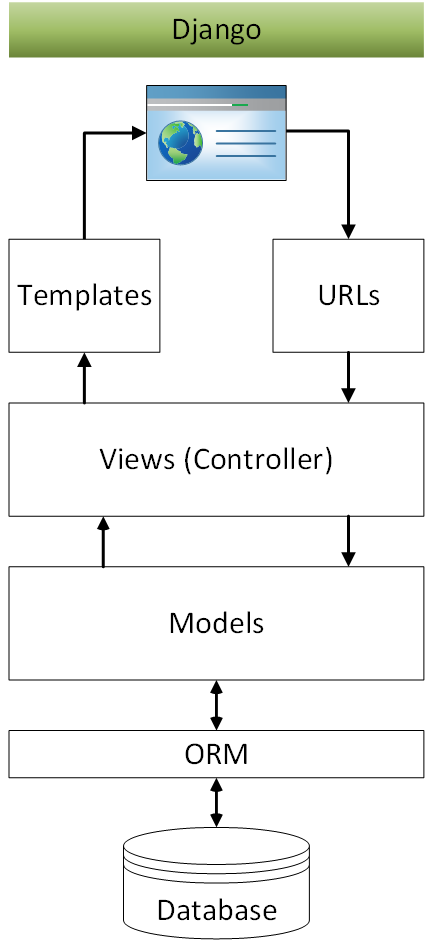 Django
Templates
URLs
Views (Controller)
Models
ORM
Database